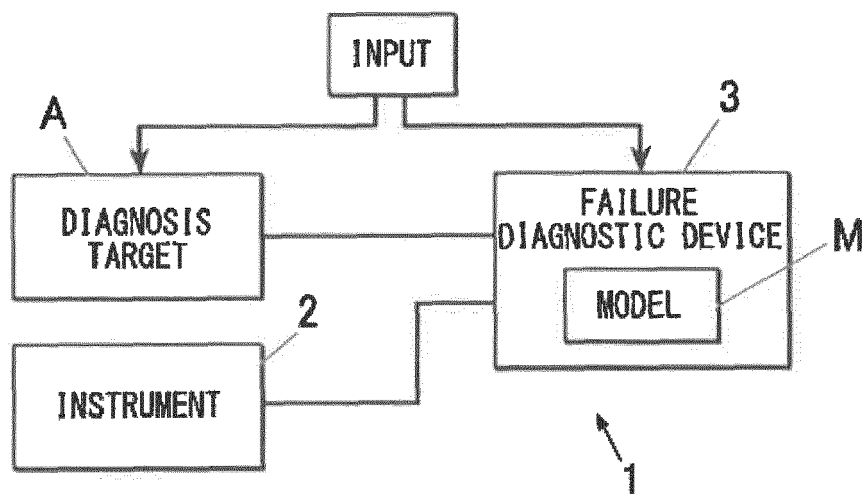 INPUT
A
3
DIAGNOSIS
TARGET
FAILURE
DIAGNOSTIC DEVICE
M
MODEL
2
INSTRUMENT
1